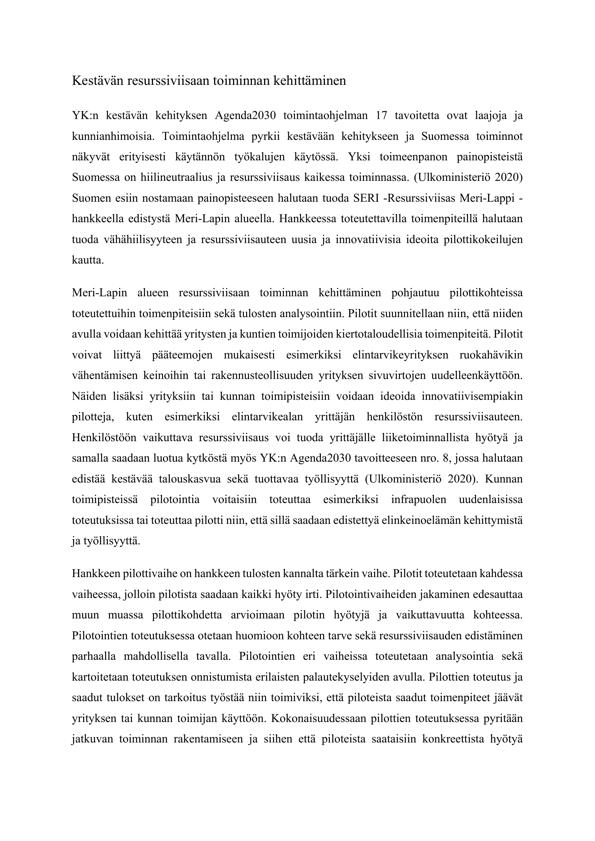 Kestävän resurssiviisaan toiminnan kehittäminen
YK:n kestävän kehityksen Agenda2030 toimintaohjelman 17 tavoitetta ovat laajoja ja
kunnianhimoisia. Toimintaohjelma pyrkii kestävään kehitykseen ja Suomessa toiminnot
näkyvät erityisesti käytännön työkalujen käytössä. Yksi toimeenpanon painopisteistä
Suomessa on hiilineutraalius ja resurssiviisaus kaikessa toiminnassa. (Ulkoministeriö 2020)
Suomen esiin nostamaan painopisteeseen halutaan tuoda SERI -Resurssiviisas Meri-Lappi -
hankkeella edistystä Meri-Lapin alueella. Hankkeessa toteutettavilla toimenpiteillä halutaan
tuoda vähähiilisyyteen ja resurssiviisauteen uusia ja innovatiivisia ideoita pilottikokeilujen
kautta.
Meri-Lapin alueen resurssiviisaan toiminnan kehittäminen pohjautuu pilottikohteissa
toteutettuihin toimenpiteisiin sekä tulosten analysointiin. Pilotit suunnitellaan niin, että niiden
avulla voidaan kehittää yritysten ja kuntien toimijoiden kiertotaloudellisia toimenpiteitä. Pilotit
voivat liittyä pääteemojen mukaisesti esimerkiksi elintarvikeyrityksen ruokahävikin
vähentämisen keinoihin tai rakennusteollisuuden yrityksen sivuvirtojen uudelleenkäyttöön.
Näiden lisäksi yrityksiin tai kunnan toimipisteisiin voidaan ideoida innovatiivisempiakin
pilotteja, kuten esimerkiksi elintarvikealan yrittäjän henkilöstön resurssiviisauteen.
Henkilöstöön vaikuttava resurssiviisaus voi tuoda yrittäjälle liiketoiminnallista hyötyä ja
samalla saadaan luotua kytköstä myös YK:n Agenda2030 tavoitteeseen nro. 8, jossa halutaan
edistää kestävää talouskasvua sekä tuottavaa työllisyyttä (Ulkoministeriö 2020). Kunnan
toimipisteissä pilotointia voitaisiin toteuttaa esimerkiksi infrapuolen uudenlaisissa
toteutuksissa tai toteuttaa pilotti niin, että sillä saadaan edistettyä elinkeinoelämän kehittymistä
ja työllisyyttä.
Hankkeen pilottivaihe on hankkeen tulosten kannalta tärkein vaihe. Pilotit toteutetaan kahdessa
vaiheessa, jolloin pilotista saadaan kaikki hyöty irti. Pilotointivaiheiden jakaminen edesauttaa
muun muassa pilottikohdetta arvioimaan pilotin hyötyjä ja vaikuttavuutta kohteessa.
Pilotointien toteutuksessa otetaan huomioon kohteen tarve sekä resurssiviisauden edistäminen
parhaalla mahdollisella tavalla. Pilotointien eri vaiheissa toteutetaan analysointia sekä
kartoitetaan toteutuksen onnistumista erilaisten palautekyselyiden avulla. Pilottien toteutus ja
saadut tulokset on tarkoitus työstää niin toimiviksi, että piloteista saadut toimenpiteet jäävät
yrityksen tai kunnan toimijan käyttöön. Kokonaisuudessaan pilottien toteutuksessa pyritään
jatkuvan toiminnan rakentamiseen ja siihen että piloteista saataisiin konkreettista hyötyä